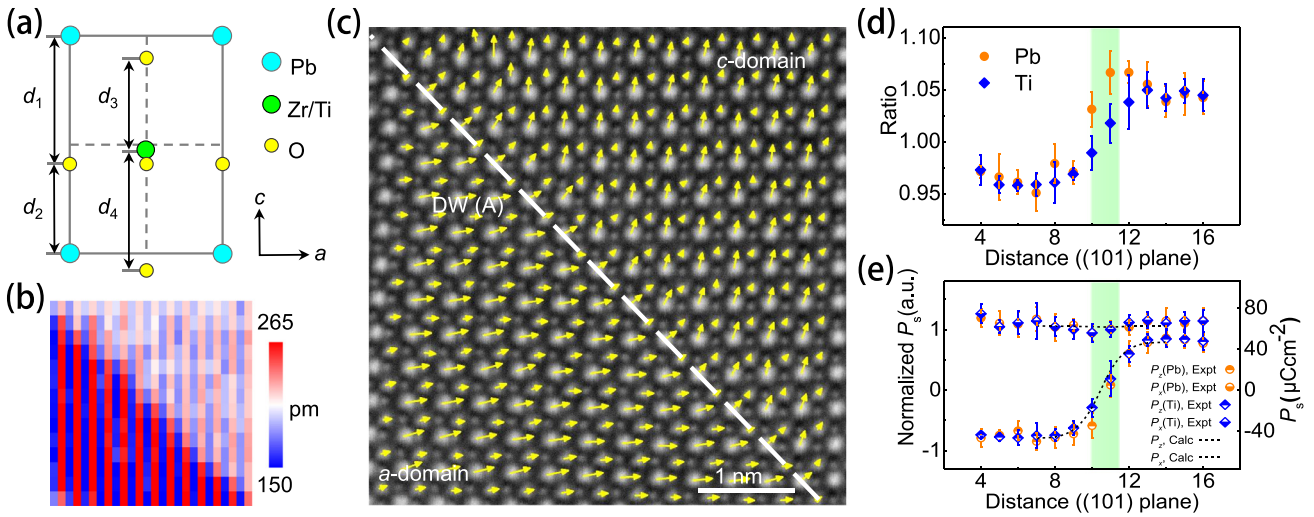 (a)
d1
d2
d3
d4
Pb
Zr/Ti
O
c
a
(b)
265
pm
150
(c)
c-domain
DW (A)
a-domain
1 nm
(d)
1.10
1.05
1.00
0.95
Ratio
Pb
Ti
4 8 12 16
Distance ((101) plane)
(e)
1
0
-1
Normalized Ps(a.u.)
80
40
0
-40
Ps(μCcm-2)
Pz(Pb), Expt
Px(Pb), Expt
Pz(Ti), Expt
Px(Ti), Expt
Pz, Calc
Px, Calc
4 8 12 16
Distance ((101) plane)